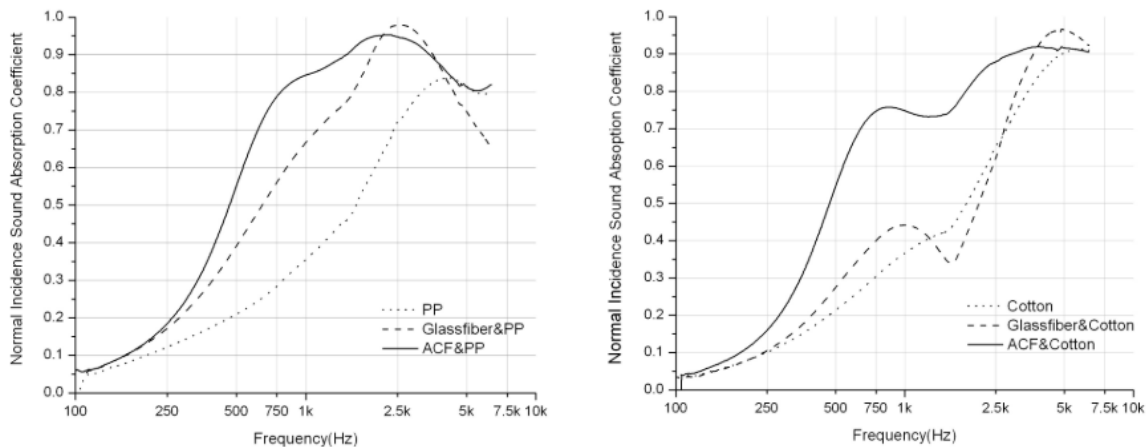 Normal Incidence Sound Absorption Coefficient
1.0
0.9
0.8
0.7
0.6
0.5
0.4
0.3
0.2
0.1
0.0
PP
Glassfiber&PP
ACF&PP
100 250 500 750 1k 2.5k 5k 7.5k 10k
Frequency(Hz)
Normal Incidence Sound Absoption Coefficient
1.0
0.9
0.8
0.7
0.6
0.5
0.4
0.3
0.2
0.1
0.0
Cotton
Glassfiber&Cotton
ACF&Cotton
100 250 500 750 1k 2.5k 5k 7.5k 10k
Frequency(Hz)